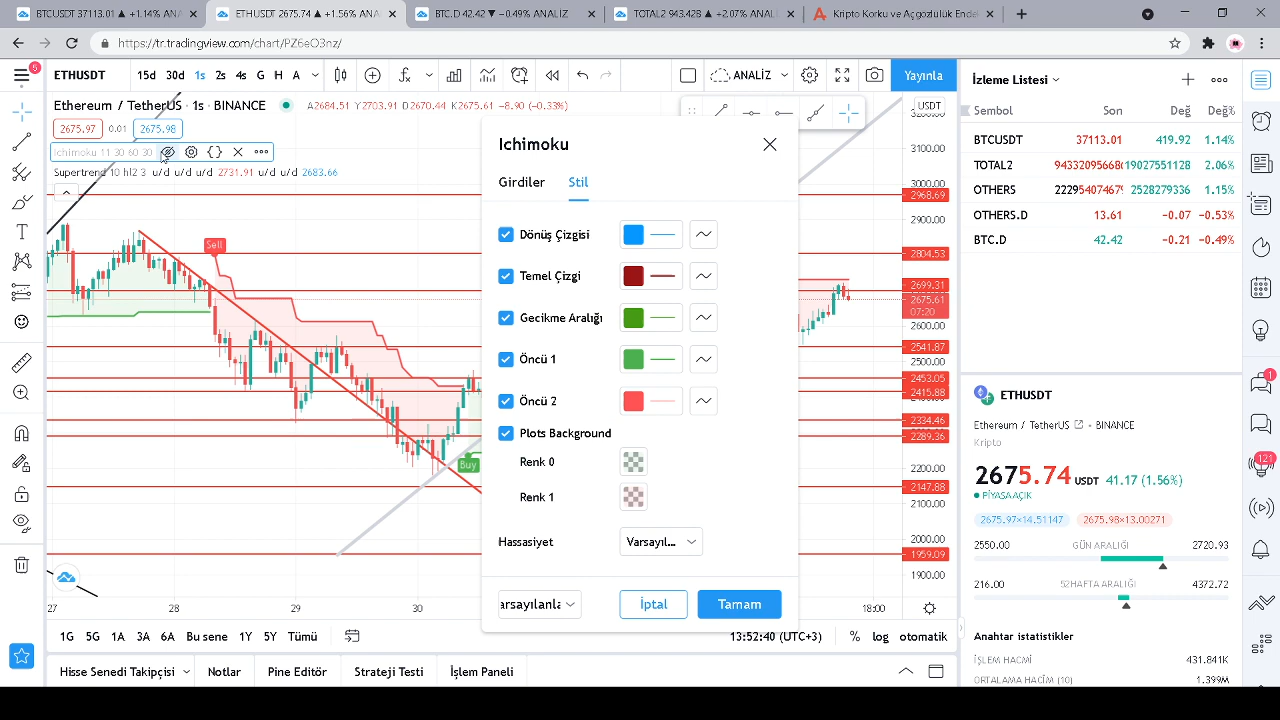 BTCUSDT 37113.01 ▲ +1.14% ANALİ
ETHUSDT 2675.74 ▲ +1.56% ANALİ
BTC.D 42.42 ▼ −0.49% ANALİZ
TOTAL2 943.42B ▲ +2.07% ANALİ
Kripto Korku ve Açgözülük Endel
https://tr.tradingview.com/chart/PZ6eO3nz/
5
ETHUSDT 15d 30d 1s 2s 4s G H A ANALİZ Yayınla
İzleme Listesi
Ethereum / TetherUS · 1s · BINANCE A2684.51 Y2703.91 D2670.44 K2675.61 −8.90 (−0.33%)
USDT
2675.97 0.01 2675.98
Ichimoku 11 30 60 30
Supertrend 10 hl2 3 u/d u/d u/d 2731.91 u/d u/d 2683.66
Sell
Buy
Ichimoku
Girdiler Stil
Dönüş Çizgisi
Temel Çizgi
Gecikme Aralığı
Öncü 1
Öncü 2
Plots Background
Renk 0
Renk 1
Hassasiyet Varsayıl...
İptal Tamam
3100.00
3000.00
2968.69
2900.00
2804.53
2699.31
2675.61
07:20
2600.00
2541.87
2500.00
2453.05
2415.88
2334.46
2289.36
2200.00
2147.88
2100.00
2000.00
1959.09
1900.00
27 28 29 30 18:00
1G 5G 1A 3A 6A Bu sene 1Y 5Y Tümü 13:52:40 (UTC+3) % log otomatik
Hisse Senedi Takipçisi Notlar Pine Editör Strateji Testi İşlem Paneli
Sembol Son Değ Değ%
BTCUSDT 37113.01 419.92 1.14%
TOTAL2 19027551128 2.06%
OTHERS 2528279336 1.15%
OTHERS.D 13.61 −0.07 −0.53%
BTC.D 42.42 −0.21 −0.49%
ETHUSDT
Ethereum / TetherUS · BINANCE
Kripto
2675.74 USDT 41.17 (1.56%)
PİYASA AÇIK
2675.97×14.51147 2675.98×13.00271
2550.00 GÜN ARALIĞI 2720.93
216.00 52HAFTA ARALIĞI 4372.72
Anahtar istatistikler
İŞLEM HACMİ 431.841K
ORTALAMA HACİM (10) 1.399M
1
121